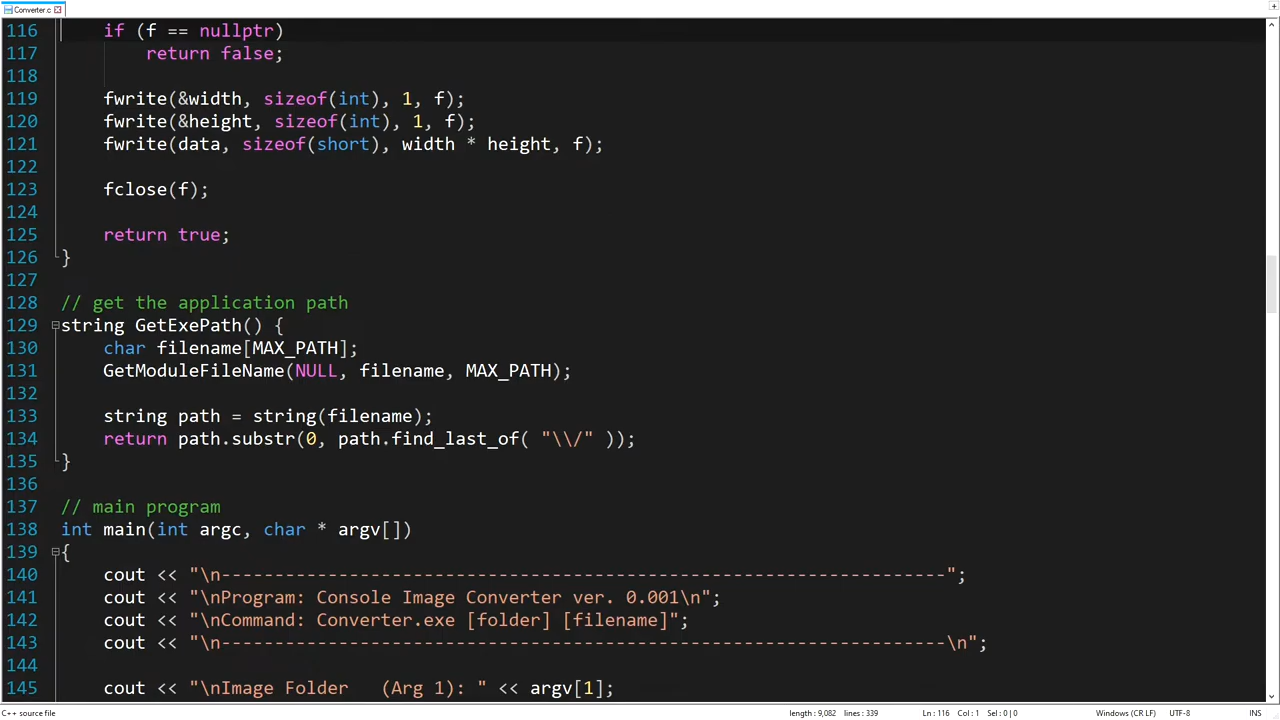 Converter.c
116 if (f == nullptr)
117 return false;
118
119 fwrite(&width, sizeof(int), 1, f);
120 fwrite(&height, sizeof(int), 1, f);
121 fwrite(data, sizeof(short), width * height, f);
122
123 fclose(f);
124
125 return true;
126 }
127
128 // get the application path
129 string GetExePath() {
130 char filename[MAX_PATH];
131 GetModuleFileName(NULL, filename, MAX_PATH);
132
133 string path = string(filename);
134 return path.substr(0, path.find_last_of( "\\/" ));
135 }
136
137 // main program
138 int main(int argc, char * argv[])
139 {
140 cout << "\n--------------------------------------------------------------------";
141 cout << "\nProgram: Console Image Converter ver. 0.001\n";
142 cout << "\nCommand: Converter.exe [folder] [filename]";
143 cout << "\n--------------------------------------------------------------------\n";
144
145 cout << "\nImage Folder   (Arg 1): " << argv[1];
C++ source file length : 9,082 lines : 339 Ln : 116 Col : 1 Sel : 0 | 0 Windows (CR LF) UTF-8 INS